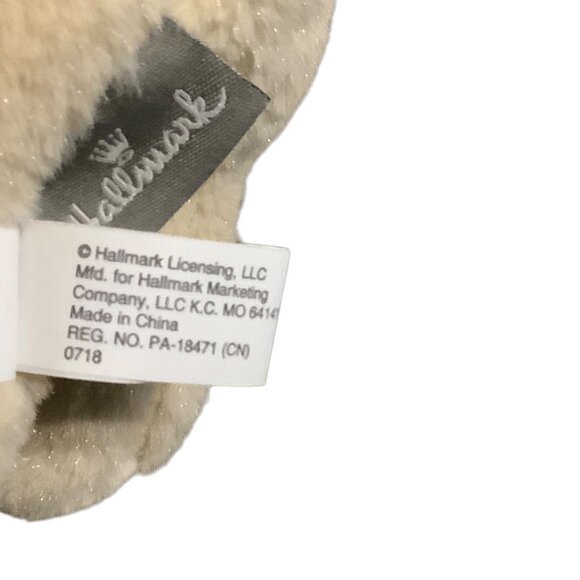 Hallmark
© Hallmark Licensing, LLC
Mfd. for Hallmark Marketing
Company, LLC K.C. MO 64141
Made in China
REG. NO. PA-18471 (CN)
0718